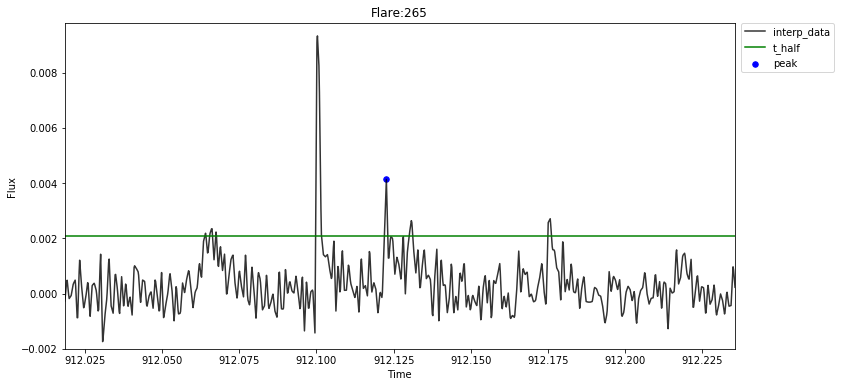 Flare:265
interp_data
t_half
peak
Flux
0.008
0.006
0.004
0.002
0.000
−0.002
912.025
912.050
912.075
912.100
912.125
912.150
912.175
912.200
912.225
Time